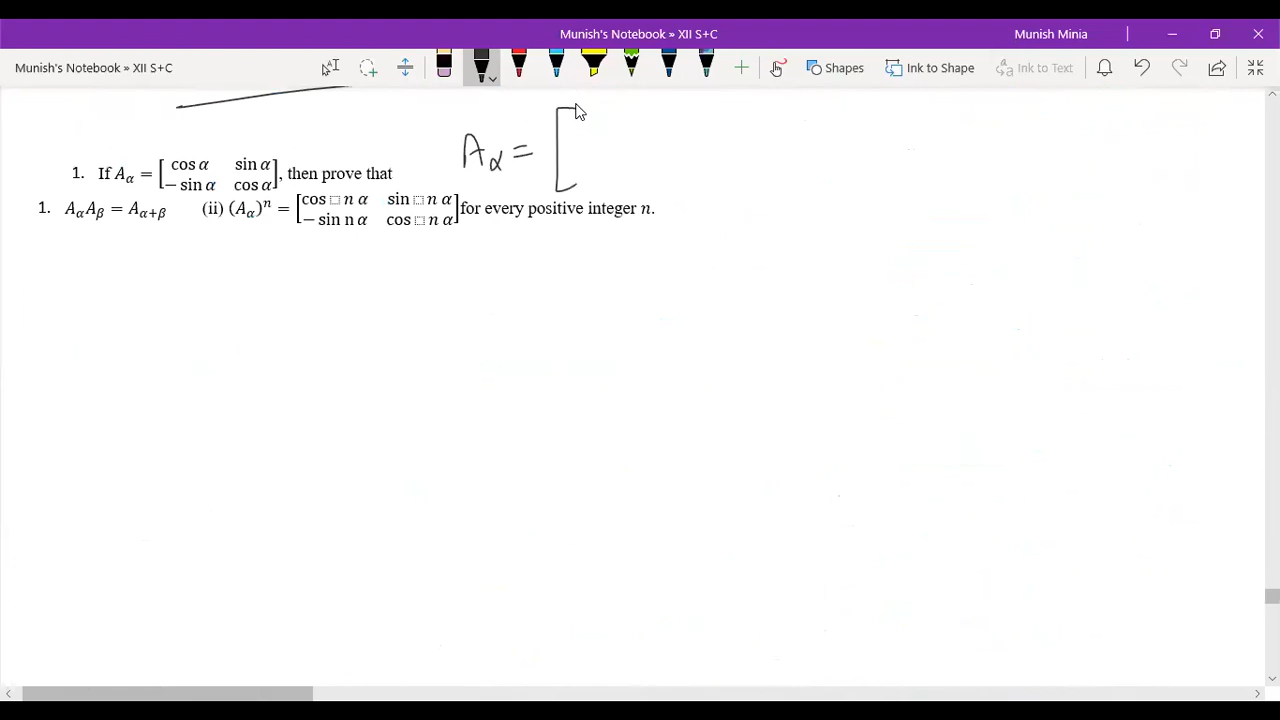 Munish's Notebook » XII S+C
Munish Minia
Munish's Notebook » XII S+C
Shapes
Ink to Shape
Ink to Text
A_α = [
1. If A_α = [cos α sin α; − sin α cos α], then prove that
1. A_α A_β = A_{α+β} (ii) (A_α)^n = [cos □ n α sin □ n α; − sin n α cos □ n α] for every positive integer n.